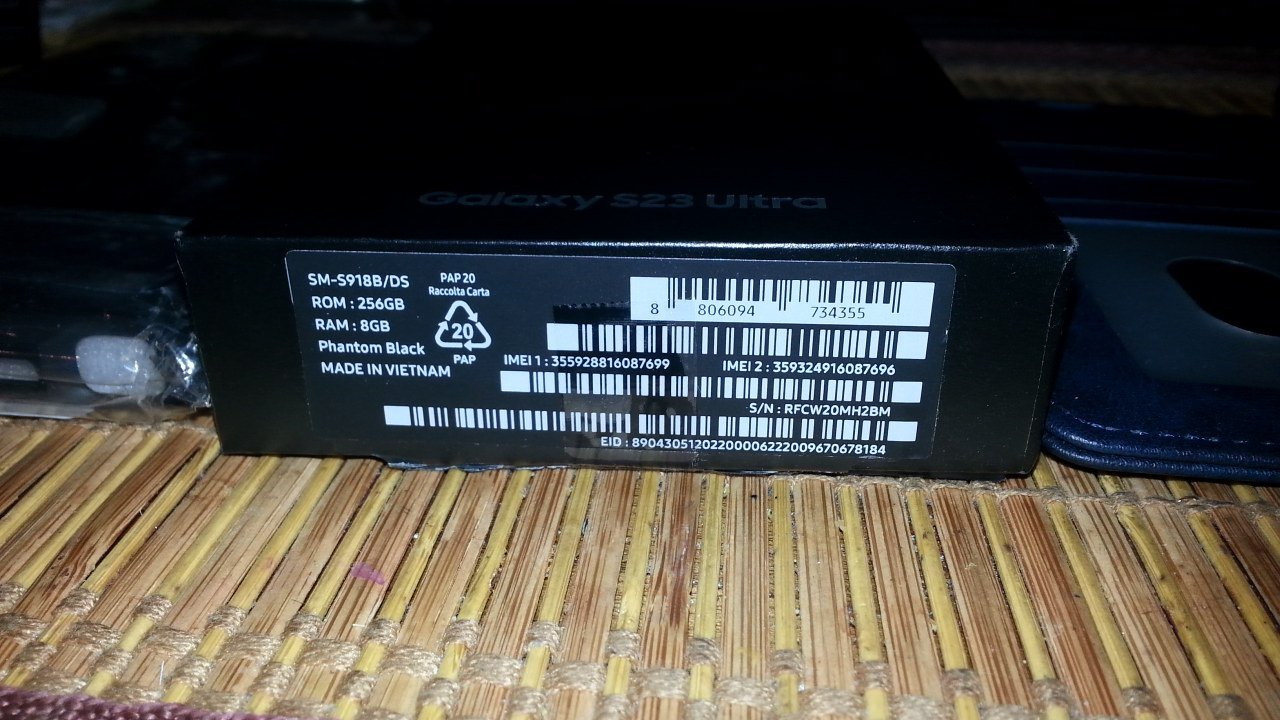 Galaxy S23 Ultra
SM-S918B/DS
ROM : 256GB
RAM : 8GB
Phantom Black
MADE IN VIETNAM
PAP 20
Raccolta Carta
20
PAP
8 806094 734355
IMEI 1 : 355928816087699
IMEI 2 : 359324916087696
S/N : RFCW20MH2BM
EID : 89043051202200006222009670678184